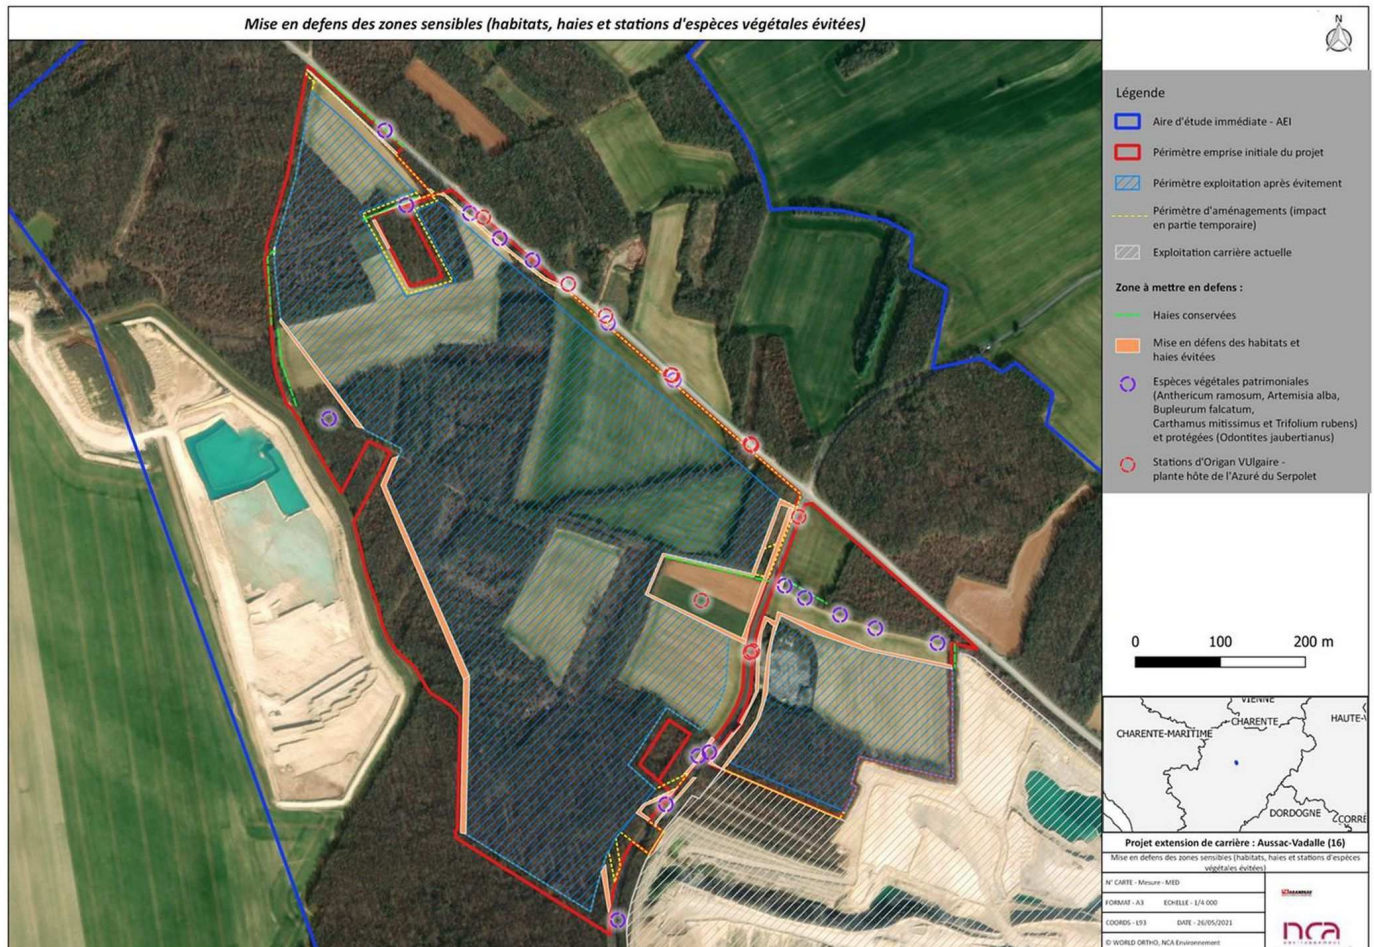 Mise en defens des zones sensibles (habitats, haies et stations d'espèces végétales évitées)
N
Légende
Aire d'étude immédiate - AEI
Périmètre emprise initiale du projet
Périmètre exploitation après évitement
Périmètre d'aménagements (impact
en partie temporaire)
Exploitation carrière actuelle
Zone à mettre en defens :
Haies conservées
Mise en défens des habitats et
haies évitées
Espèces végétales patrimoniales
(Anthericum ramosum, Artemisia alba,
Bupleurum falcatum,
Carthamus mitissimus et Trifolium rubens)
et protégées (Odontites jaubertianus)
Stations d'Origan VUlgaire -
plante hôte de l'Azuré du Serpolet
0 100 200 m
VIENNE
CHARENTE
HAUTE-V
CHARENTE-MARITIME
DORDOGNE
CORRE
Projet extension de carrière : Aussac-Vadalle (16)
Mise en defens des zones sensibles (habitats, haies et stations d'espèces
végétales évitées)
N° CARTE - Mesure - MED
FORMAT - A3 ECHELLE - 1/4 000
COORDS - L93 DATE - 26/05/2021
© WORLD ORTHO, NCA Environnement
nca